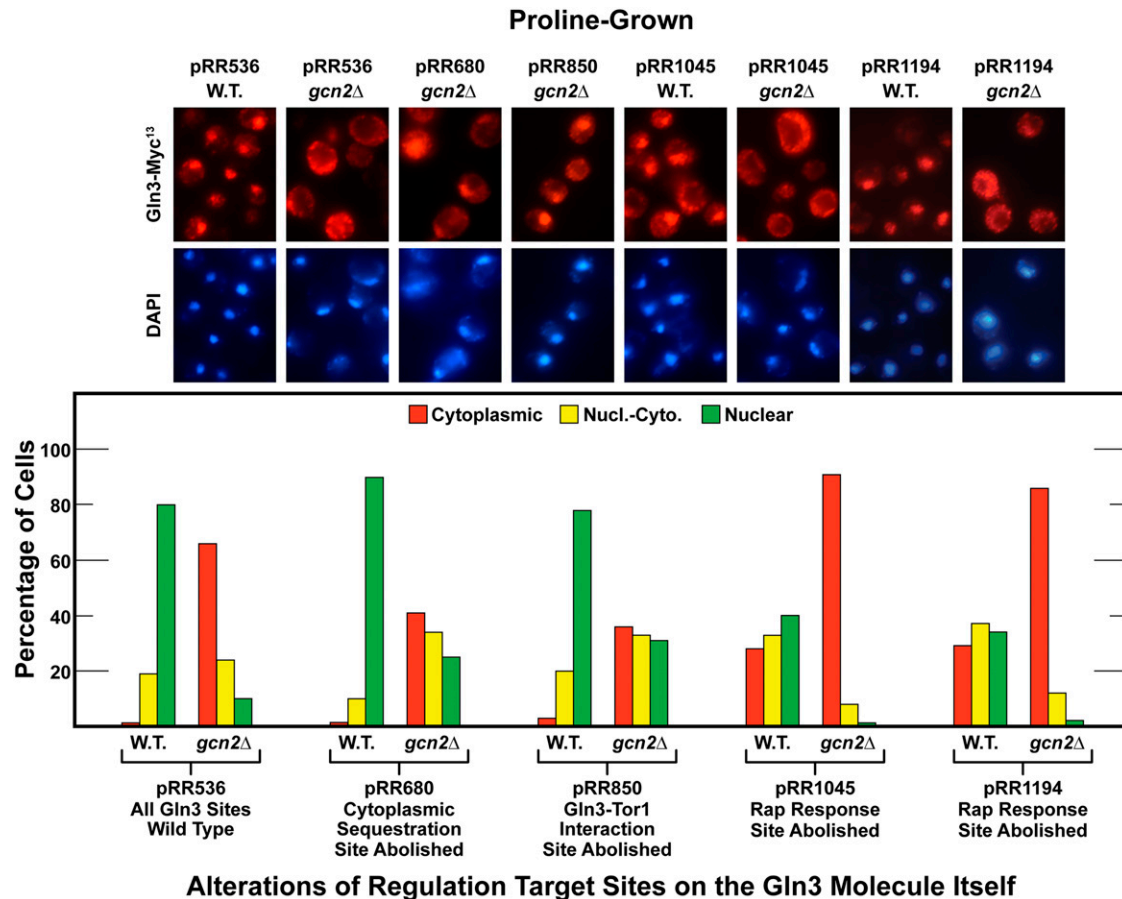 Proline-Grown
pRR536 pRR536 pRR680 pRR850 pRR1045 pRR1045 pRR1194 pRR1194
W.T. gcn2Δ gcn2Δ gcn2Δ W.T. gcn2Δ W.T. gcn2Δ
Gln3-Myc¹³
DAPI
Cytoplasmic Nucl.-Cyto. Nuclear
Percentage of Cells
100
80
60
40
20
W.T. gcn2Δ W.T. gcn2Δ W.T. gcn2Δ W.T. gcn2Δ W.T. gcn2Δ
pRR536
All Gln3 Sites
Wild Type
pRR680
Cytoplasmic
Sequestration
Site Abolished
pRR850
Gln3-Tor1
Interaction
Site Abolished
pRR1045
Rap Response
Site Abolished
pRR1194
Rap Response
Site Abolished
Alterations of Regulation Target Sites on the Gln3 Molecule Itself